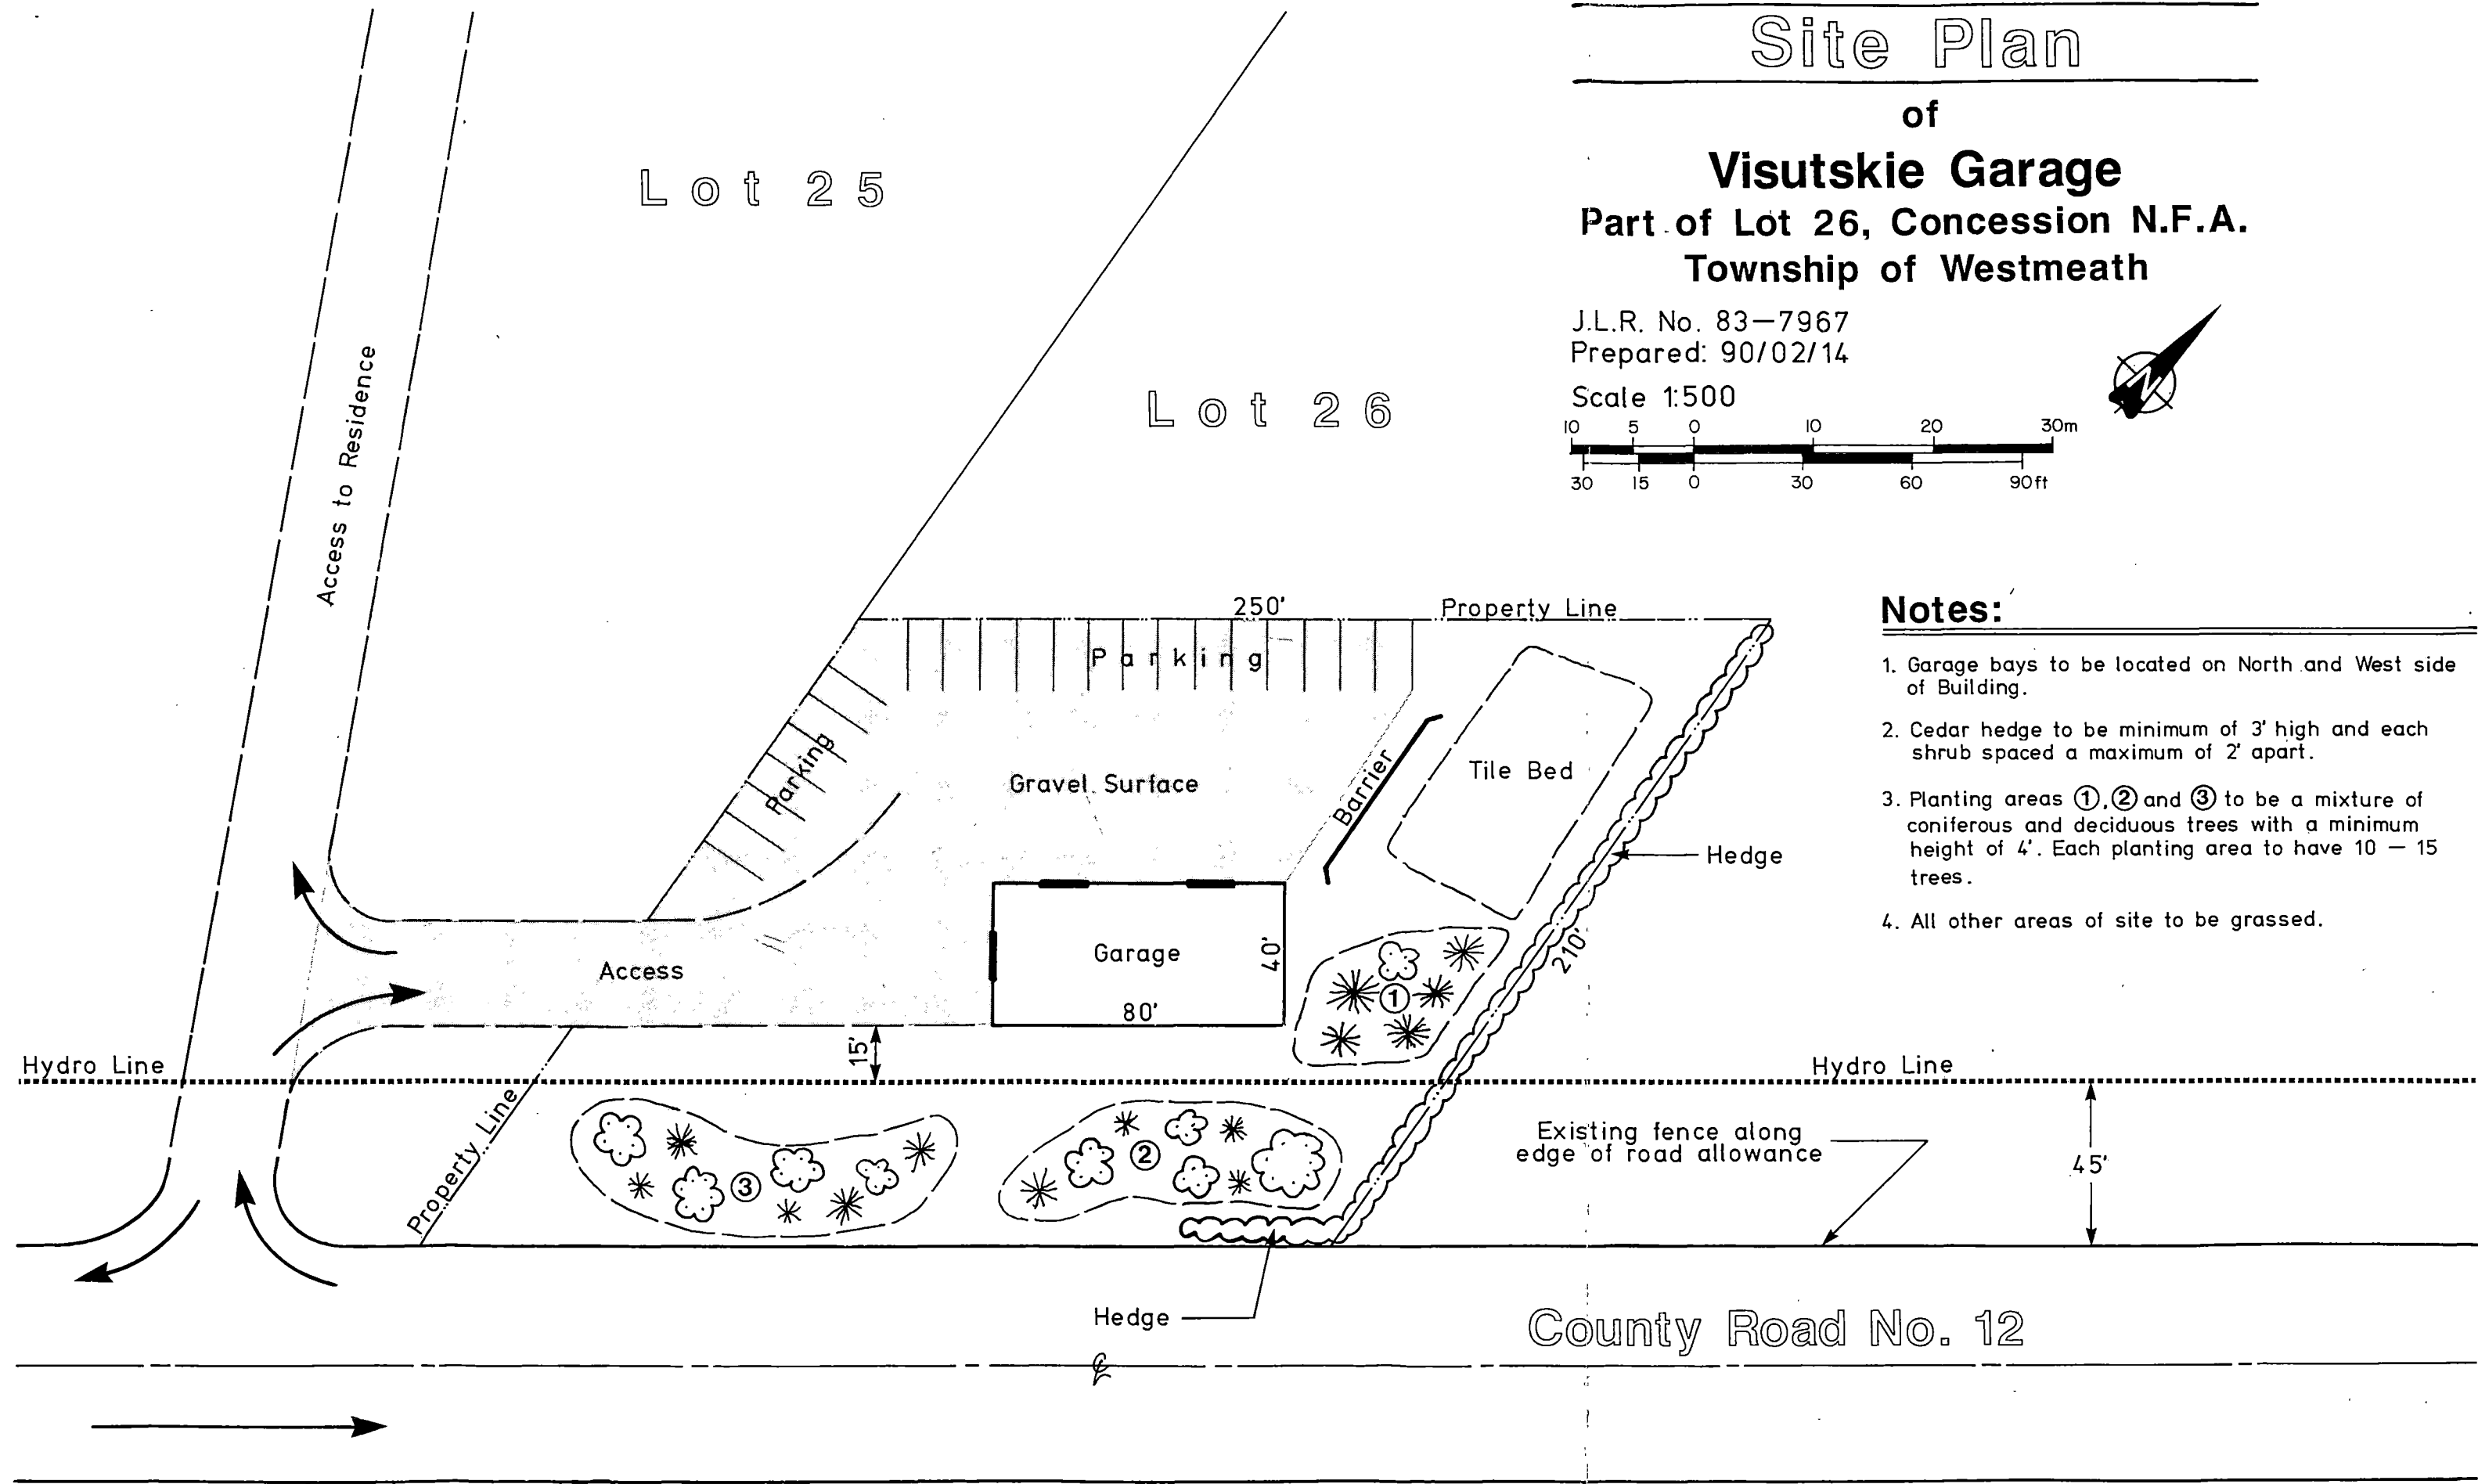 Site Plan
of
Visutskie Garage
Part of Lot 26, Concession N.F.A.
Township of Westmeath
J.L.R. No. 83-7967
Prepared: 90/02/14
Scale 1:500
10 5 0 10 20 30m
30 15 0 30 60 90ft
N
Lot 25
Lot 26
Access to Residence
250'
Property Line
Parking
Parking
Gravel Surface
Barrier
Tile Bed
Hedge
210'
Garage
40'
80'
Access
15'
1
Hydro Line
Hydro Line
Property Line
3
2
Existing fence along
edge of road allowance
45'
Hedge
County Road No. 12
℄
Notes:
1. Garage bays to be located on North and West side
of Building.
2. Cedar hedge to be minimum of 3' high and each
shrub spaced a maximum of 2' apart.
3. Planting areas ①,② and ③ to be a mixture of
coniferous and deciduous trees with a minimum
height of 4'. Each planting area to have 10 — 15
trees.
4. All other areas of site to be grassed.